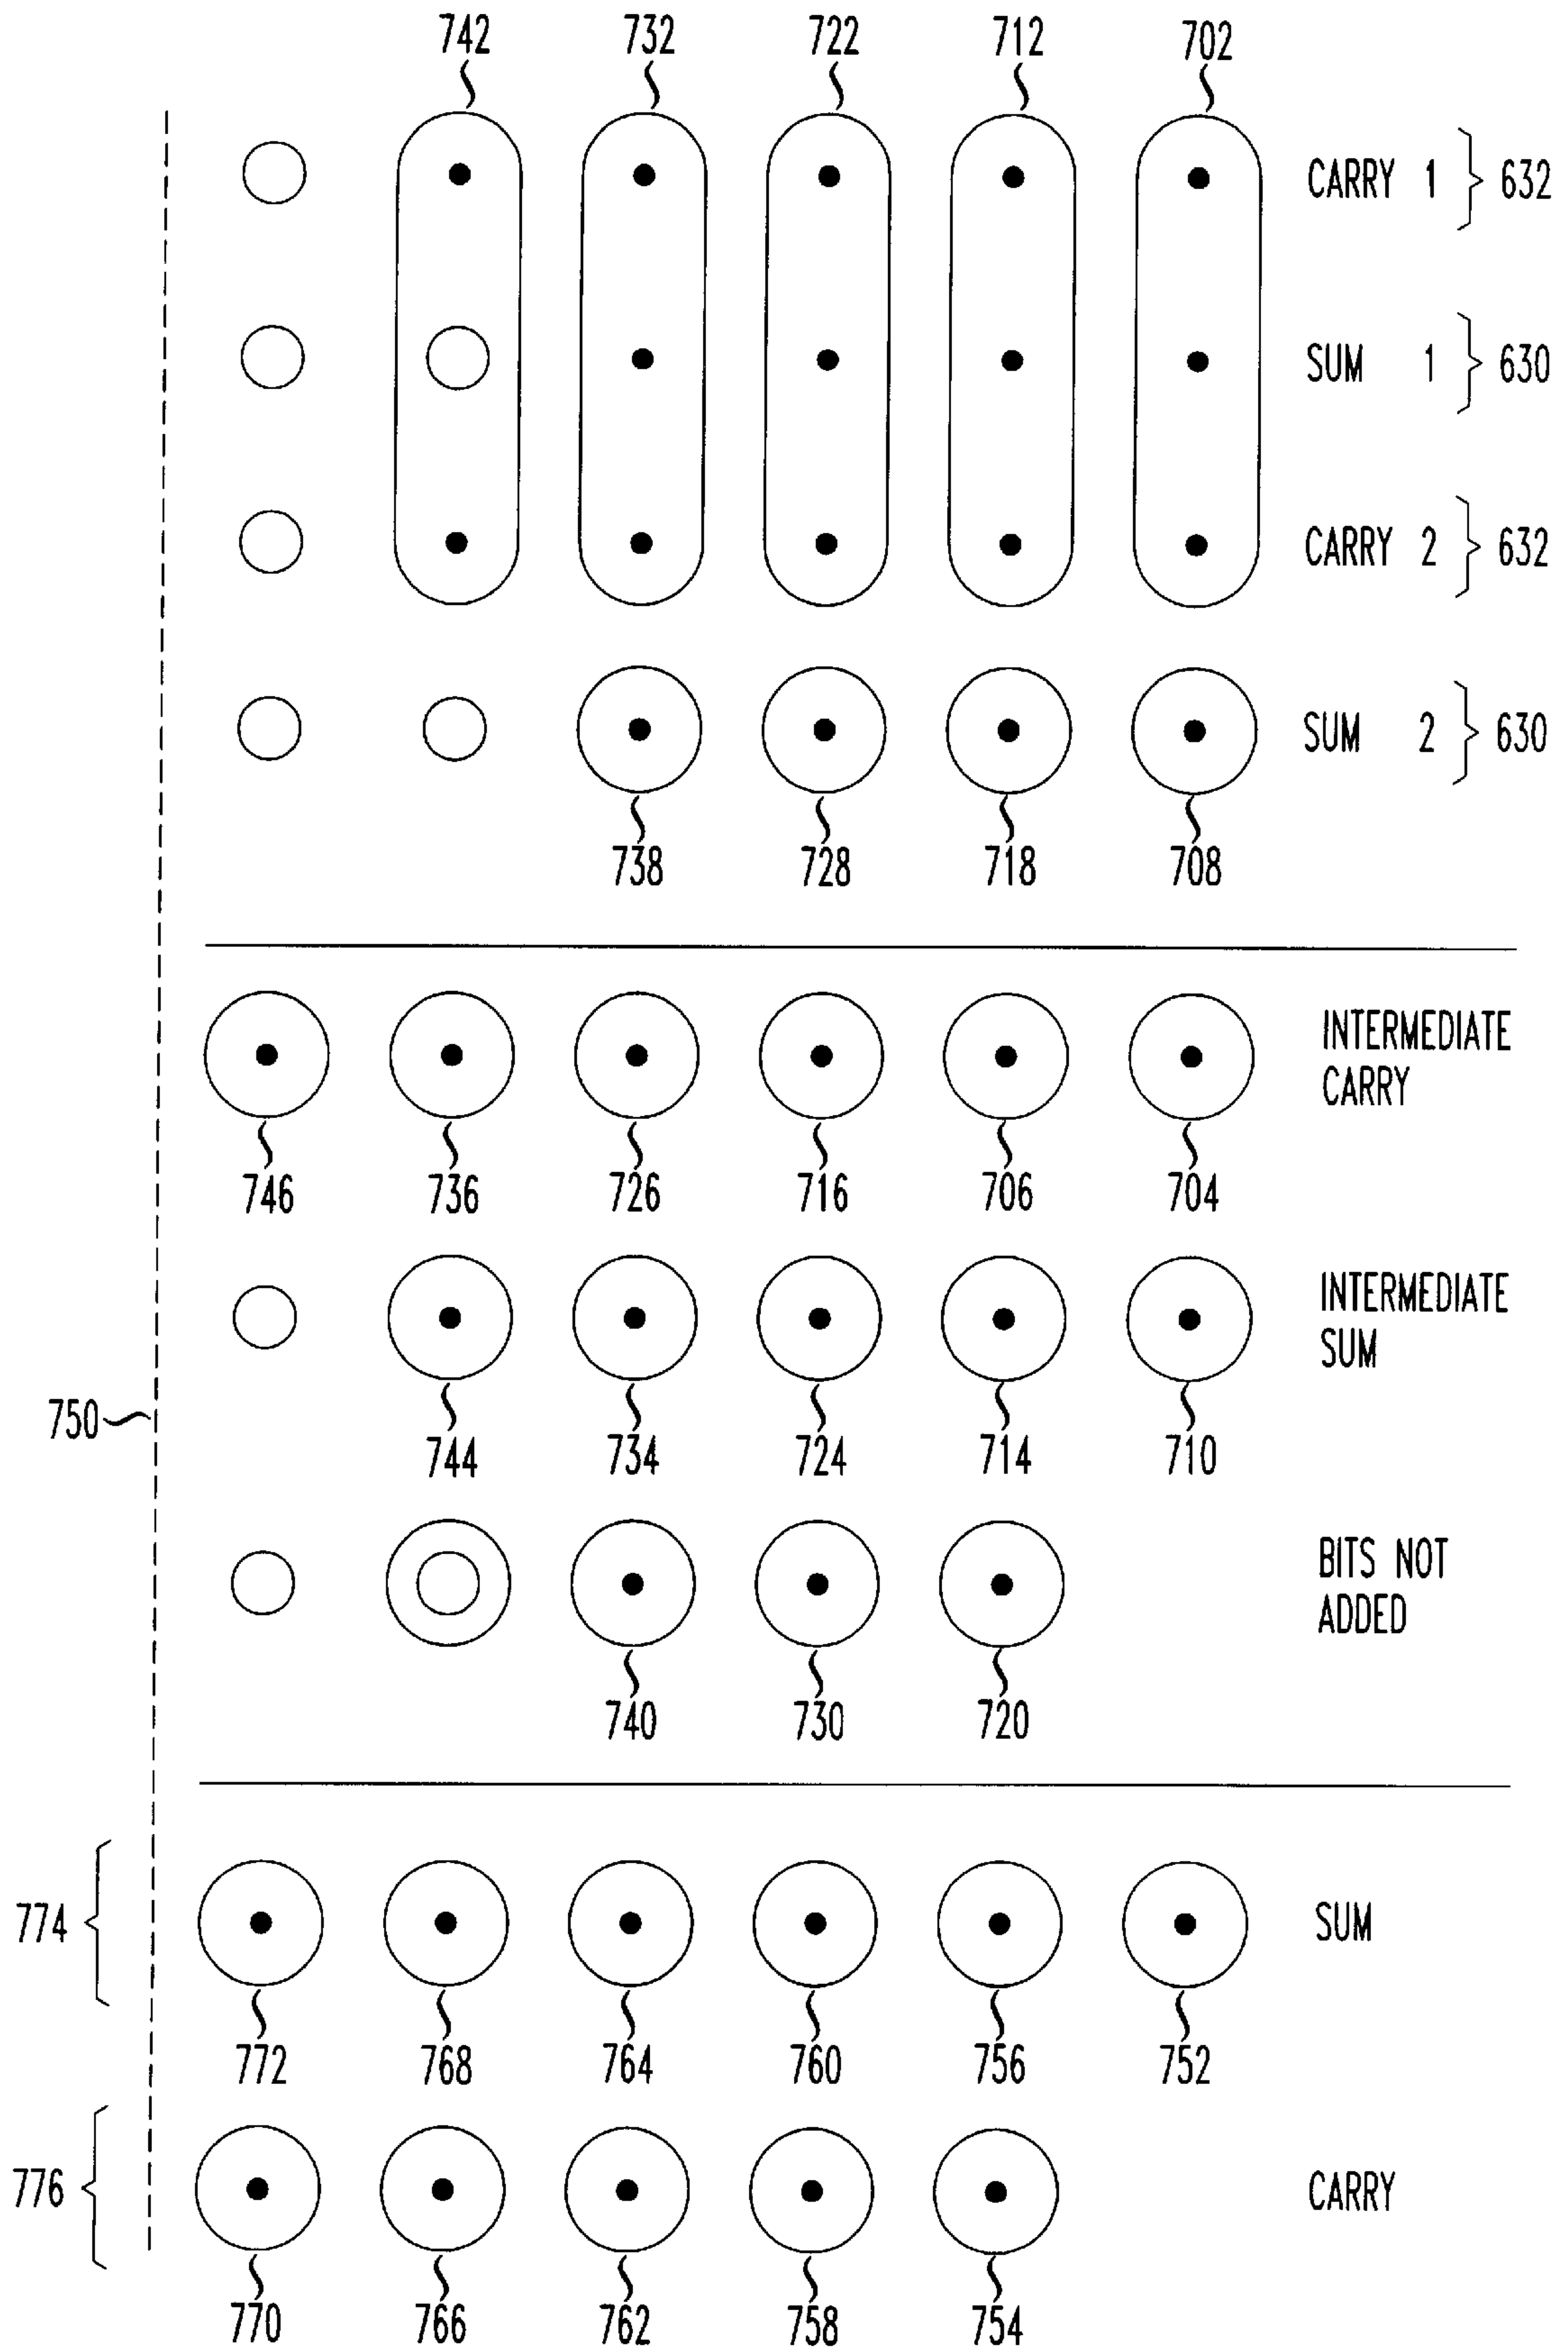 742 732 722 712 702
CARRY 1 } 632
SUM 1 } 630
CARRY 2 } 632
SUM 2 } 630
738 728 718 708
INTERMEDIATE
CARRY
746 736 726 716 706 704
INTERMEDIATE
SUM
750
744 734 724 714 710
BITS NOT
ADDED
740 730 720
774 { SUM
772 768 764 760 756 752
776 { CARRY
770 766 762 758 754